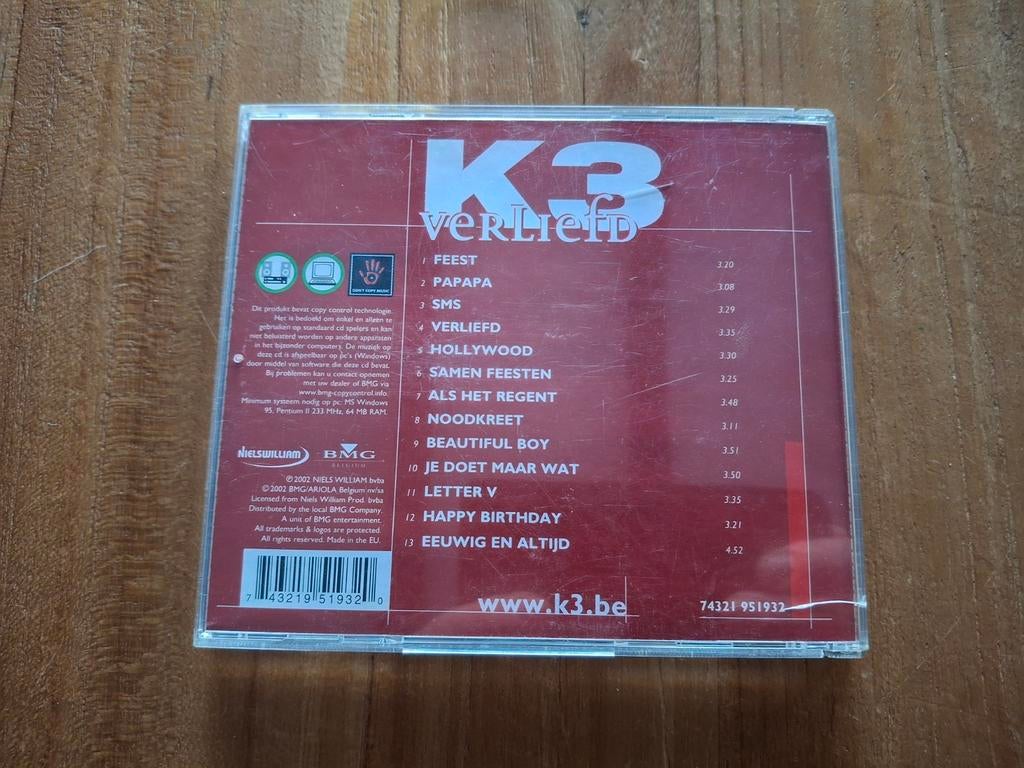 K3
VERLIEFD
1 FEEST 3.20
2 PAPAPA 3.08
3 SMS 3.29
4 VERLIEFD 3.35
5 HOLLYWOOD 3.30
6 SAMEN FEESTEN 3.25
7 ALS HET REGENT 3.48
8 NOODKREET 3.11
9 BEAUTIFUL BOY 3.51
10 JE DOET MAAR WAT 3.50
11 LETTER V 3.35
12 HAPPY BIRTHDAY 3.21
13 EEUWIG EN ALTIJD 4.52
DON'T COPY MUSIC
Dit produkt bevat copy control technologie.
Het is bedoeld om enkel en alleen te
gebruiken op standaard cd spelers en kan
niet beluisterd worden op andere apparaten
in het bijzonder computers. De muziek op
deze cd is afspeelbaar op pc's (Windows)
door middel van software die deze cd bevat.
Bij problemen kan u contact opnemen
met uw dealer of BMG via
www.bmg-copycontrol.info.
Minimum systeem nodig op pc: MS Windows
95, Pentium II 233 MHz, 64 MB RAM.
NIELSWILLIAM
BMG
BELGIUM
℗ 2002 NIELS WILLIAM bvba
© 2002 BMG/ARIOLA Belgium nv/sa
Licensed from Niels William Prod. bvba
Distributed by the local BMG Company.
A unit of BMG entertainment.
All trademarks & logos are protected.
All rights reserved. Made in the EU.
7 43219 51932 0
www.k3.be
74321 951932